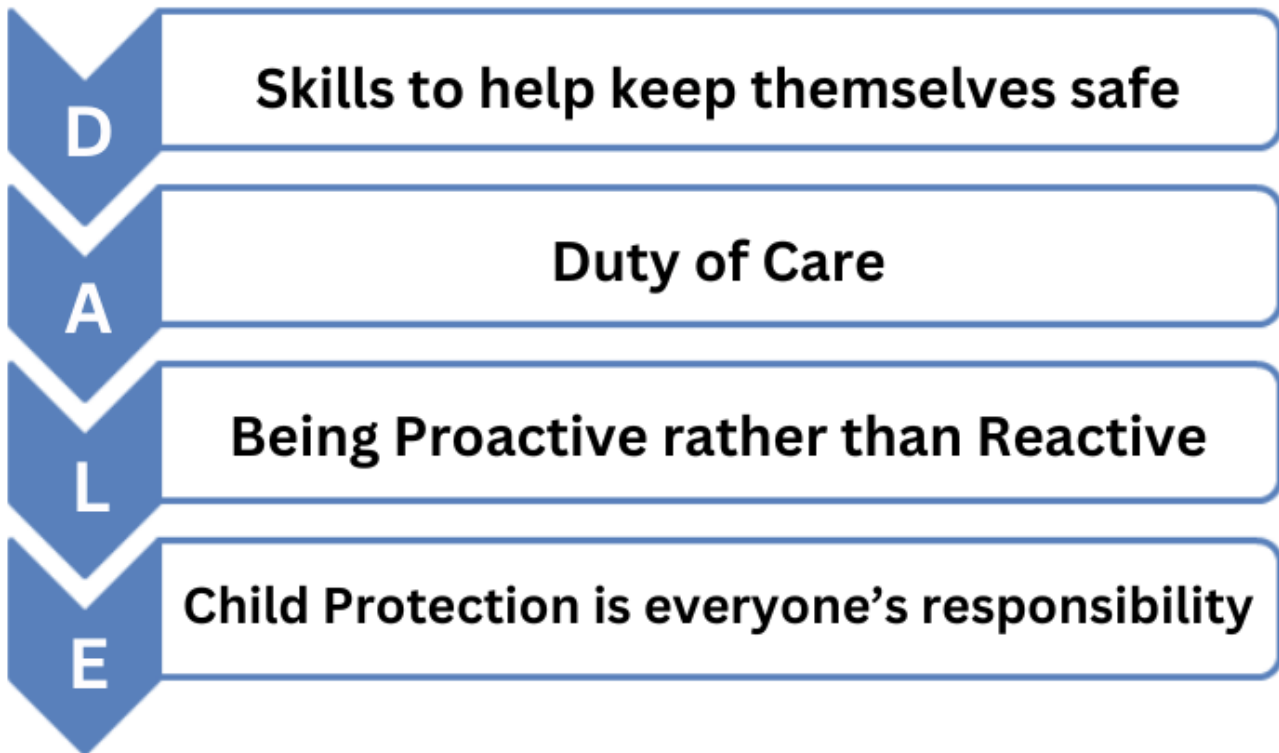 D
Skills to help keep themselves safe
A
Duty of Care
L
Being Proactive rather than Reactive
E
Child Protection is everyone’s responsibility